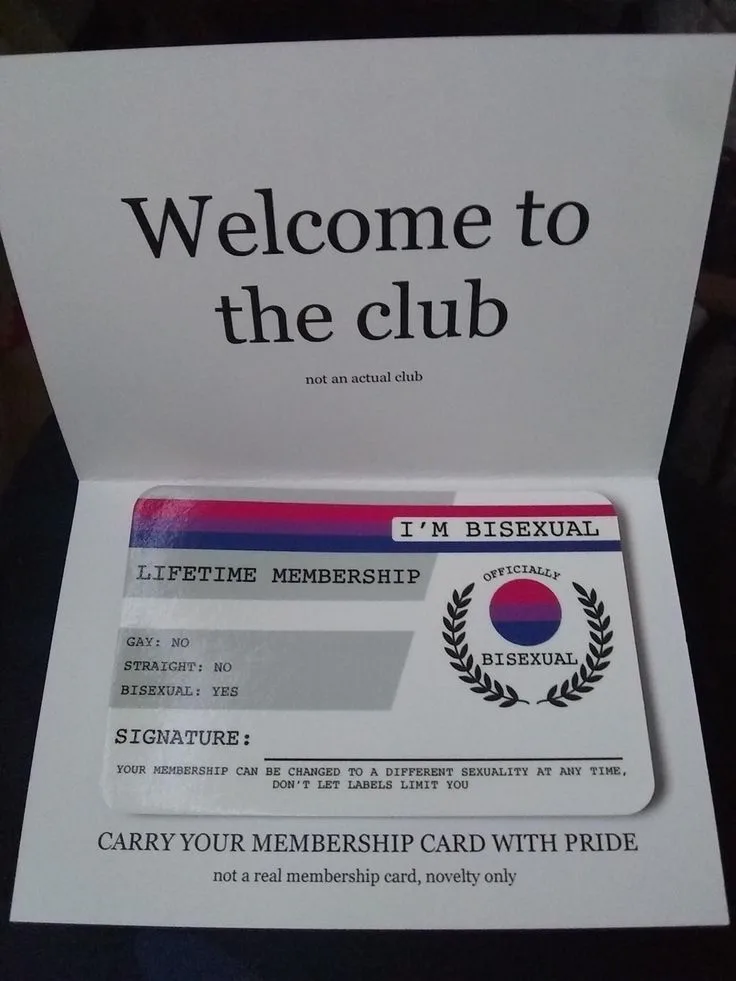 Welcome to
the club
not an actual club
I'M BISEXUAL
LIFETIME MEMBERSHIP
OFFICIALLY
BISEXUAL
GAY: NO
STRAIGHT: NO
BISEXUAL: YES
SIGNATURE:
YOUR MEMBERSHIP CAN BE CHANGED TO A DIFFERENT SEXUALITY AT ANY TIME,
DON'T LET LABELS LIMIT YOU
CARRY YOUR MEMBERSHIP CARD WITH PRIDE
not a real membership card, novelty only